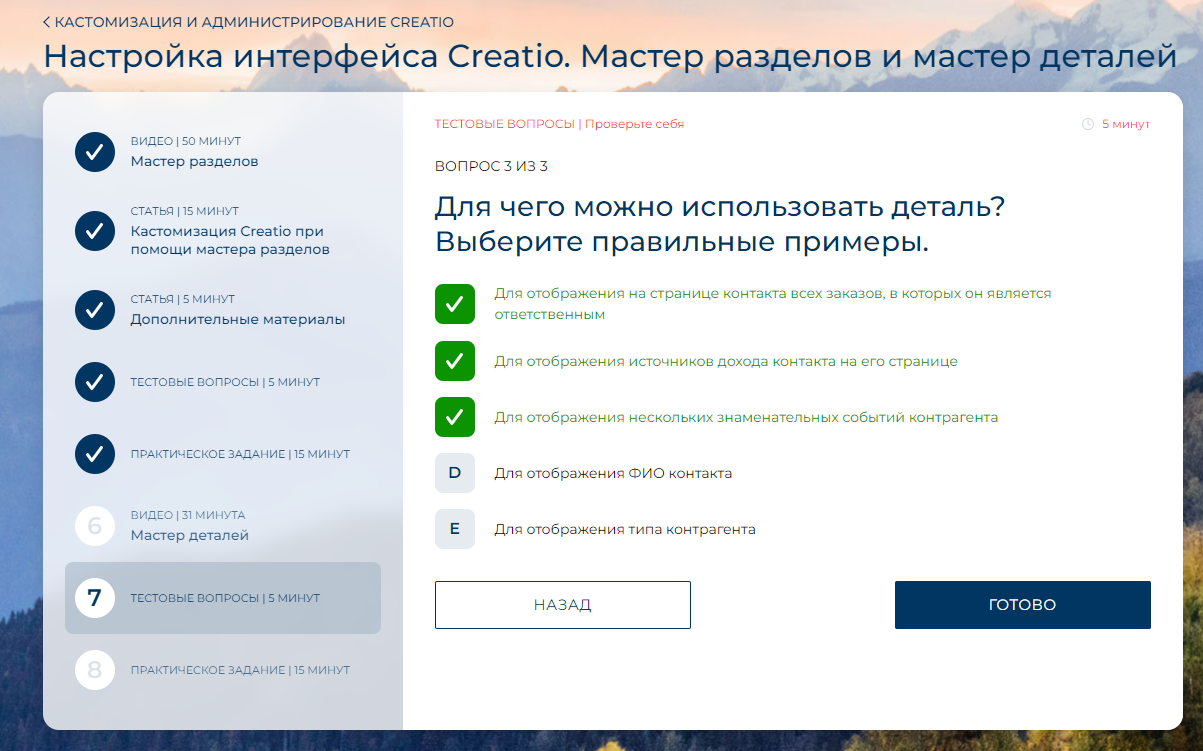 КАСТОМИЗАЦИЯ И АДМИНИСТРИРОВАНИЕ CREATIO
Настройка интерфейса Creatio. Мастер разделов и мастер деталей
ВИДЕО | 50 МИНУТ
Мастер разделов
СТАТЬЯ | 15 МИНУТ
Кастомизация Creatio при
помощи мастера разделов
СТАТЬЯ | 5 МИНУТ
Дополнительные материалы
ТЕСТОВЫЕ ВОПРОСЫ | 5 МИНУТ
ПРАКТИЧЕСКОЕ ЗАДАНИЕ | 15 МИНУТ
6
ВИДЕО | 31 МИНУТА
Мастер деталей
7
ТЕСТОВЫЕ ВОПРОСЫ | 5 МИНУТ
8
ПРАКТИЧЕСКОЕ ЗАДАНИЕ | 15 МИНУТ
ТЕСТОВЫЕ ВОПРОСЫ | Проверьте себя
5 минут
ВОПРОС 3 ИЗ 3
Для чего можно использовать деталь?
Выберите правильные примеры.
Для отображения на странице контакта всех заказов, в которых он является
ответственным
Для отображения источников дохода контакта на его странице
Для отображения нескольких знаменательных событий контрагента
D Для отображения ФИО контакта
E Для отображения типа контрагента
НАЗАД
ГОТОВО